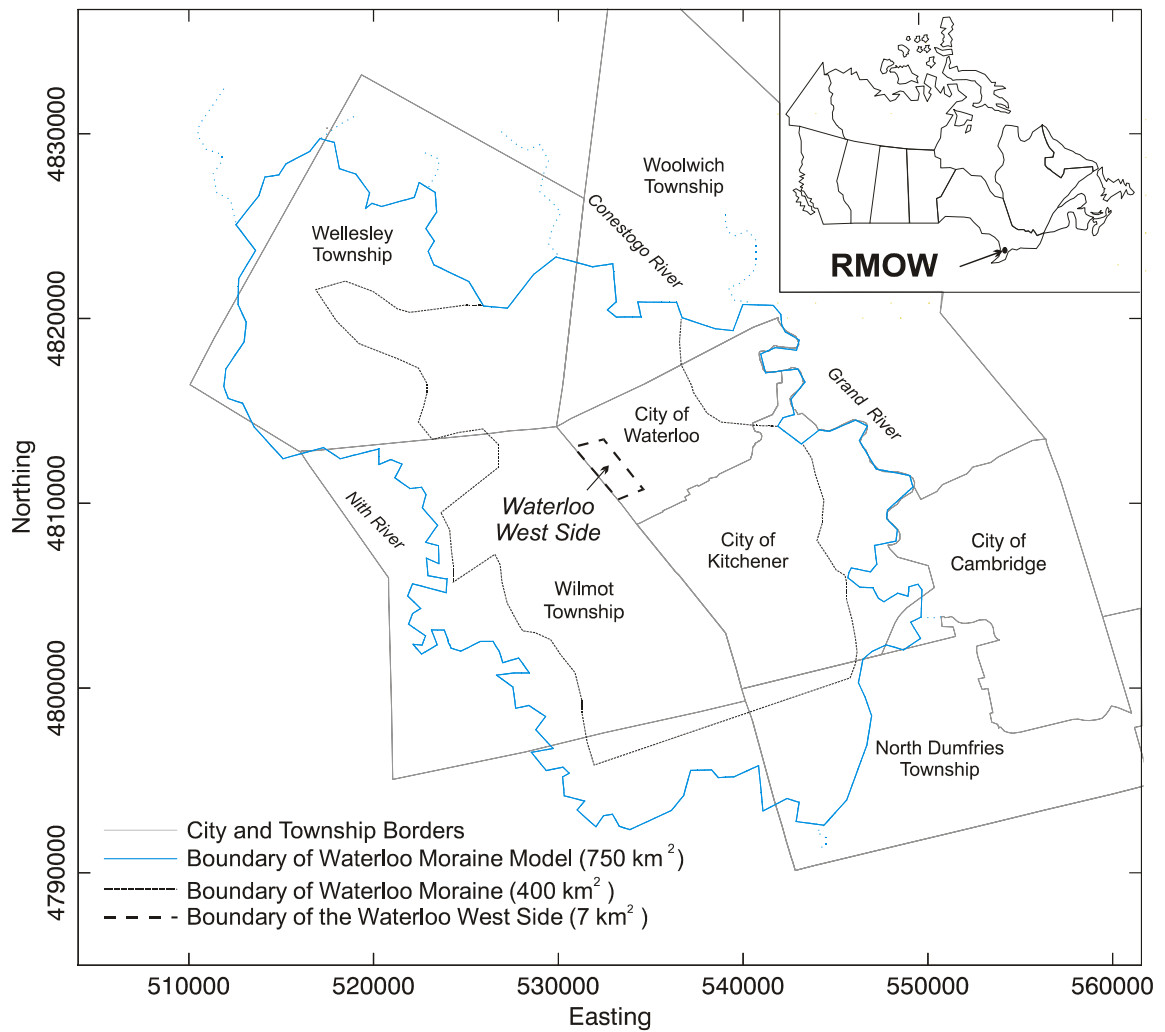 4830000
4820000
4810000
4800000
4790000
Northing
Woolwich
Township
Conestogo River
Wellesley
Township
RMOW
Grand River
City of
Waterloo
Nith River
Waterloo
West Side
City of
Kitchener
City of
Cambridge
Wilmot
Township
North Dumfries
Township
City and Township Borders
Boundary of Waterloo Moraine Model (750 km²)
Boundary of Waterloo Moraine (400 km²)
Boundary of the Waterloo West Side (7 km²)
510000 520000 530000 540000 550000 560000
Easting